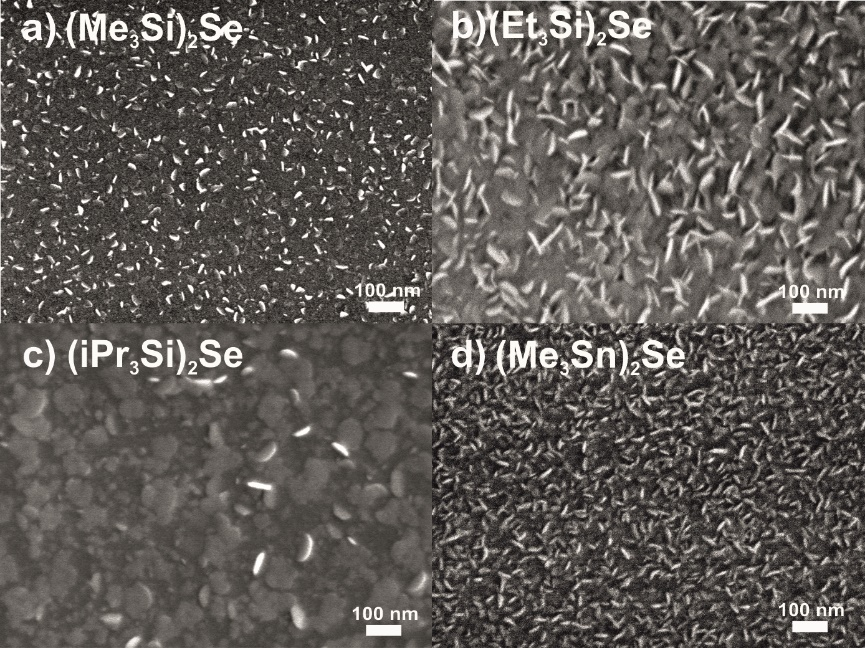 a) (Me₃Si)₂Se
b)(Et₃Si)₂Se
100 nm
100 nm
c) (iPr₃Si)₂Se
d) (Me₃Sn)₂Se
100 nm
100 nm